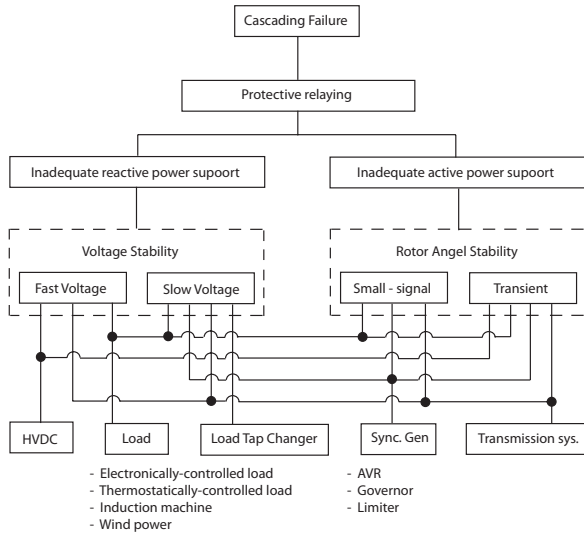 Cascading Failure
Protective relaying
Inadequate reactive power supoort
Inadequate active power supoort
Voltage Stability
Rotor Angel Stability
Fast Voltage
Slow Voltage
Small - signal
Transient
HVDC
Load
Load Tap Changer
Sync. Gen
Transmission sys.
- Electronically-controlled load
- Thermostatically-controlled load
- Induction machine
- Wind power
- AVR
- Governor
- Limiter